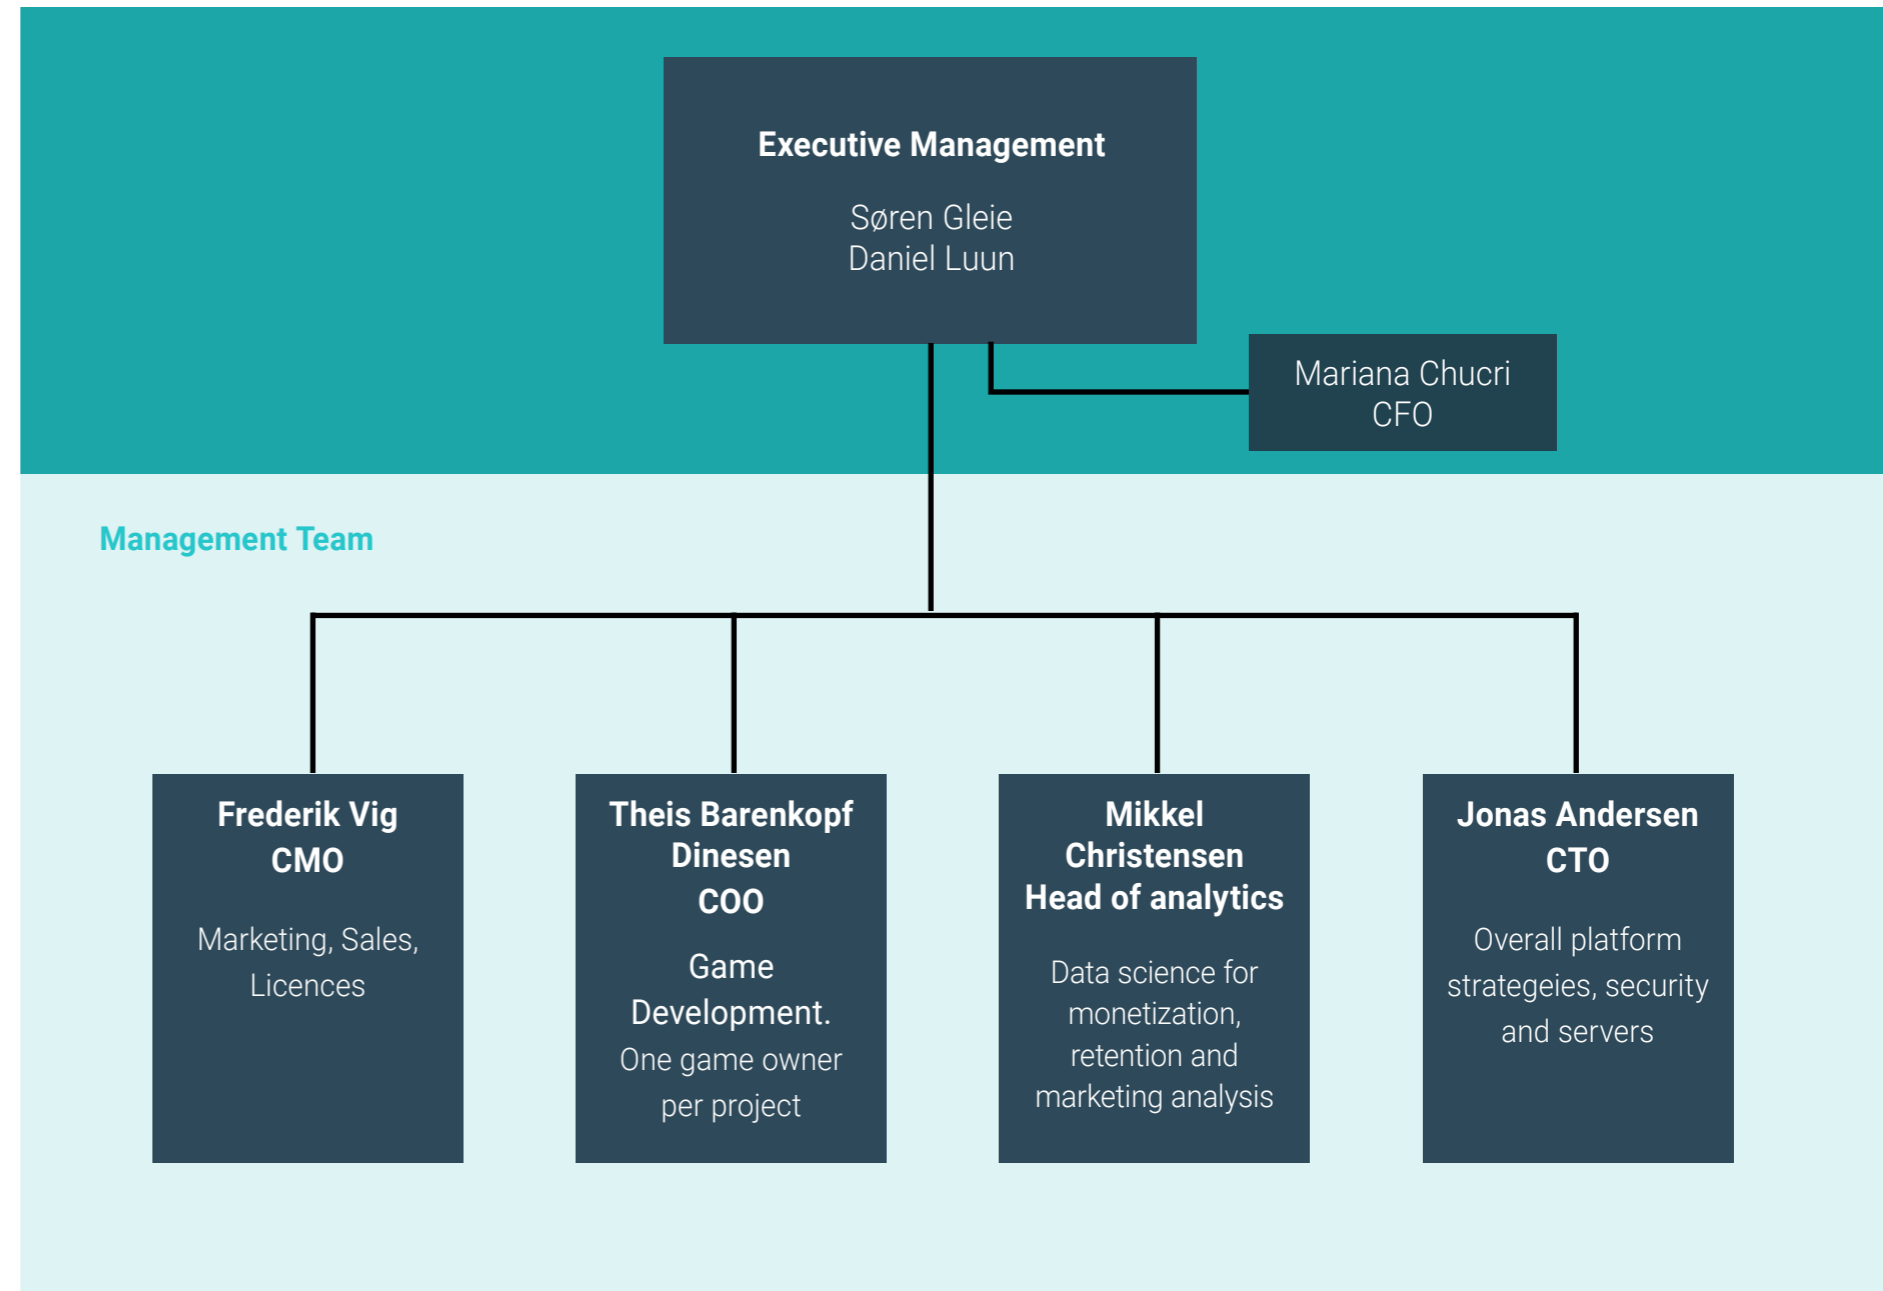 Executive Management
Søren Gleie
Daniel Luun
Mariana Chucri
CFO
Management Team
Frederik Vig
CMO
Marketing, Sales,
Licences
Theis Barenkopf
Dinesen
COO
Game
Development.
One game owner
per project
Mikkel
Christensen
Head of analytics
Data science for
monetization,
retention and
marketing analysis
Jonas Andersen
CTO
Overall platform
strategeies, security
and servers